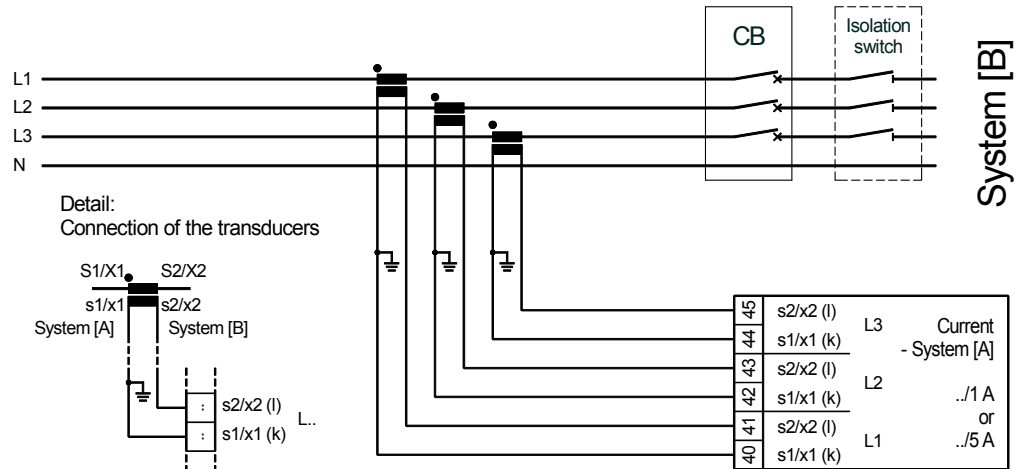 CB
Isolation
switch
System [B]
L1
L2
L3
N
Detail:
Connection of the transducers
S1/X1 S2/X2
s1/x1 s2/x2
System [A] System [B]
: s2/x2 (l)
L..
: s1/x1 (k)
45 s2/x2 (l)
L3
44 s1/x1 (k)
43 s2/x2 (l)
L2
42 s1/x1 (k)
41 s2/x2 (l)
L1
40 s1/x1 (k)
Current
- System [A]
../1 A
or
../5 A